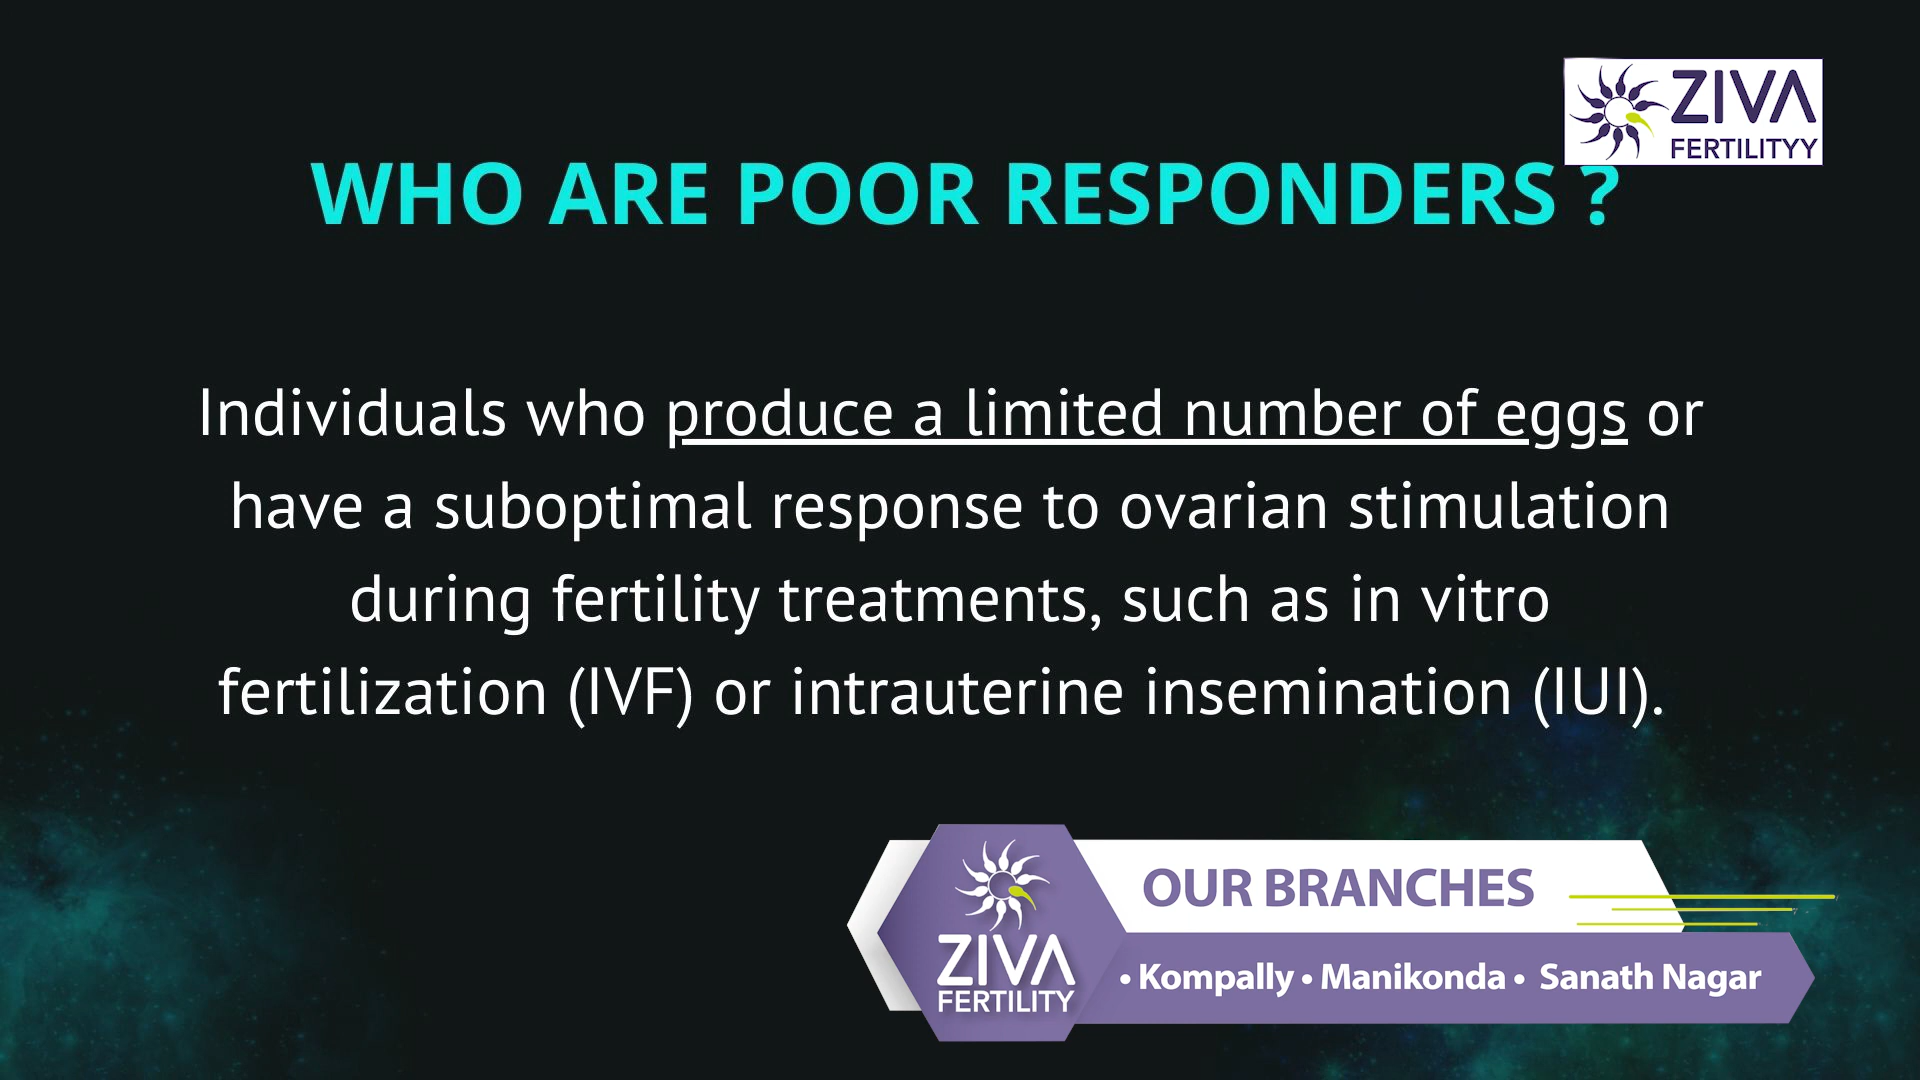 ZIVA
FERTILITYY
WHO ARE POOR RESPONDERS ?
Individuals who produce a limited number of eggs or
have a suboptimal response to ovarian stimulation
during fertility treatments, such as in vitro
fertilization (IVF) or intrauterine insemination (IUI).
ZIVA
FERTILITY
OUR BRANCHES
• Kompally • Manikonda • Sanath Nagar